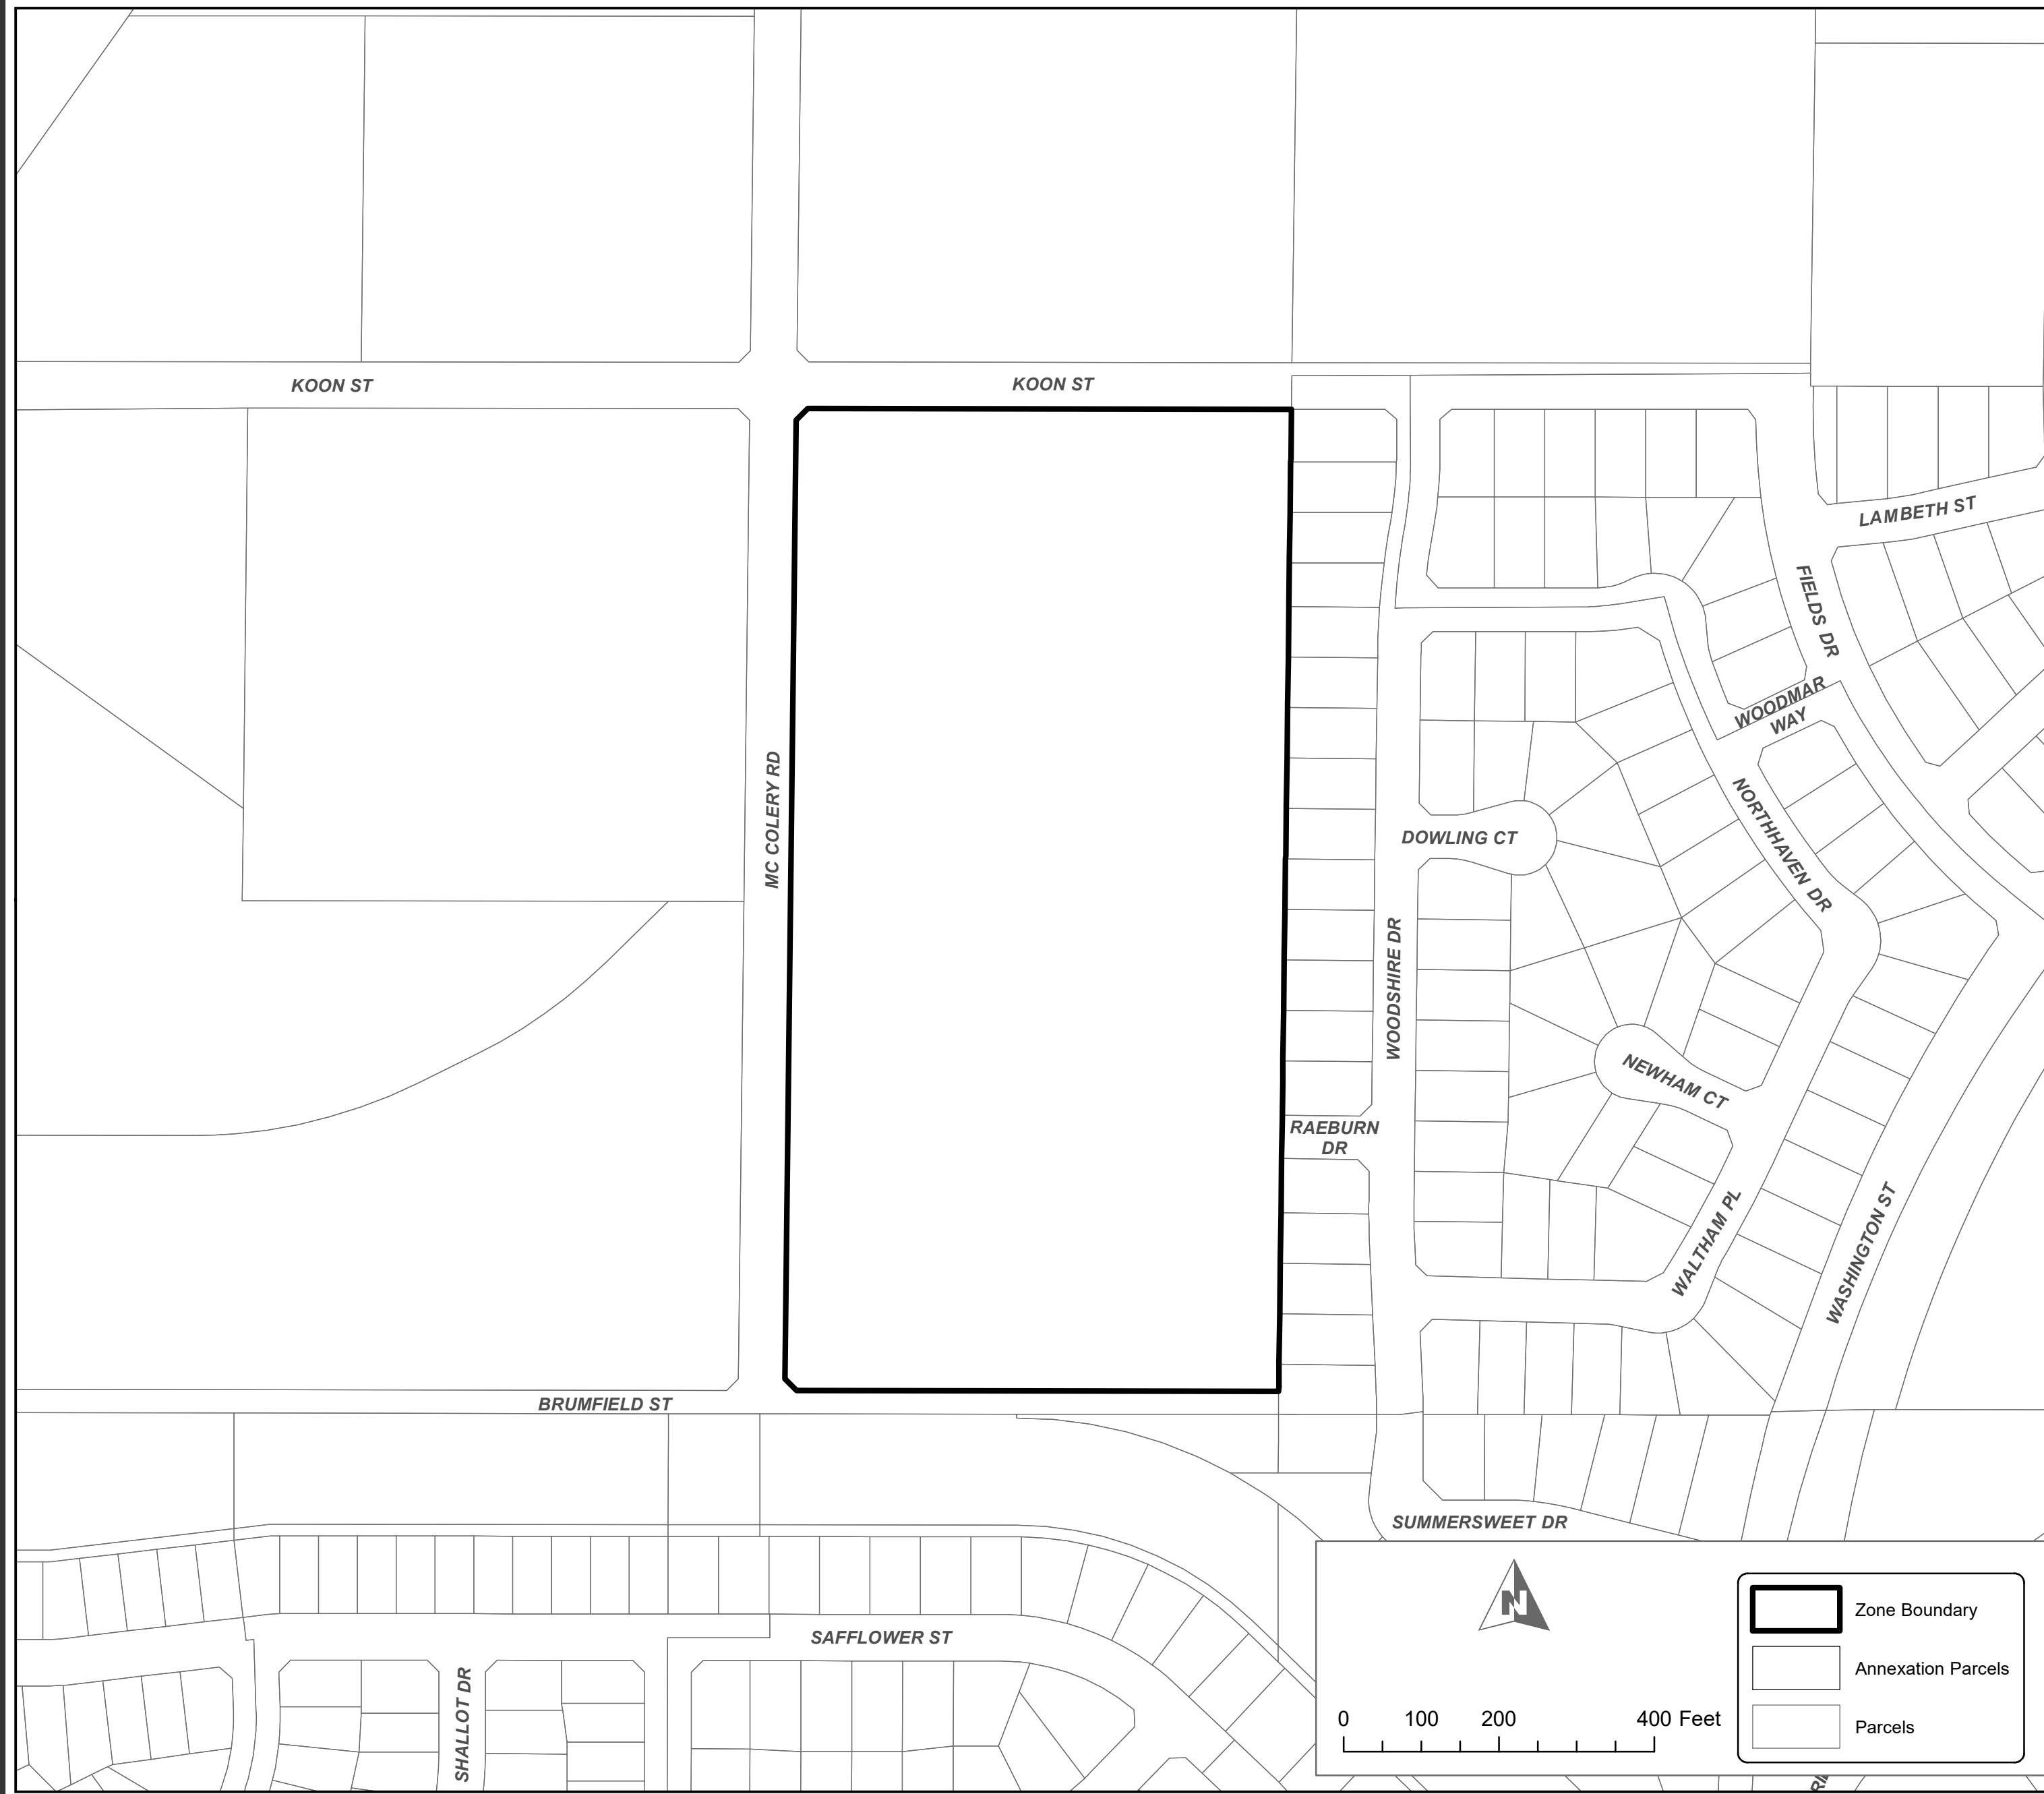 KOON ST
KOON ST
LAMBETH ST
FIELDS DR
WOODMAR
WAY
MC COLERY RD
NORTHHAVEN DR
DOWLING CT
WOODSHIRE DR
NEWHAM CT
RAEBURN
DR
WALTHAM PL
WASHINGTON ST
BRUMFIELD ST
SUMMERSWEET DR
SAFFLOWER ST
SHALLOT DR
N
0 100 200 400 Feet
Zone Boundary
Annexation Parcels
Parcels